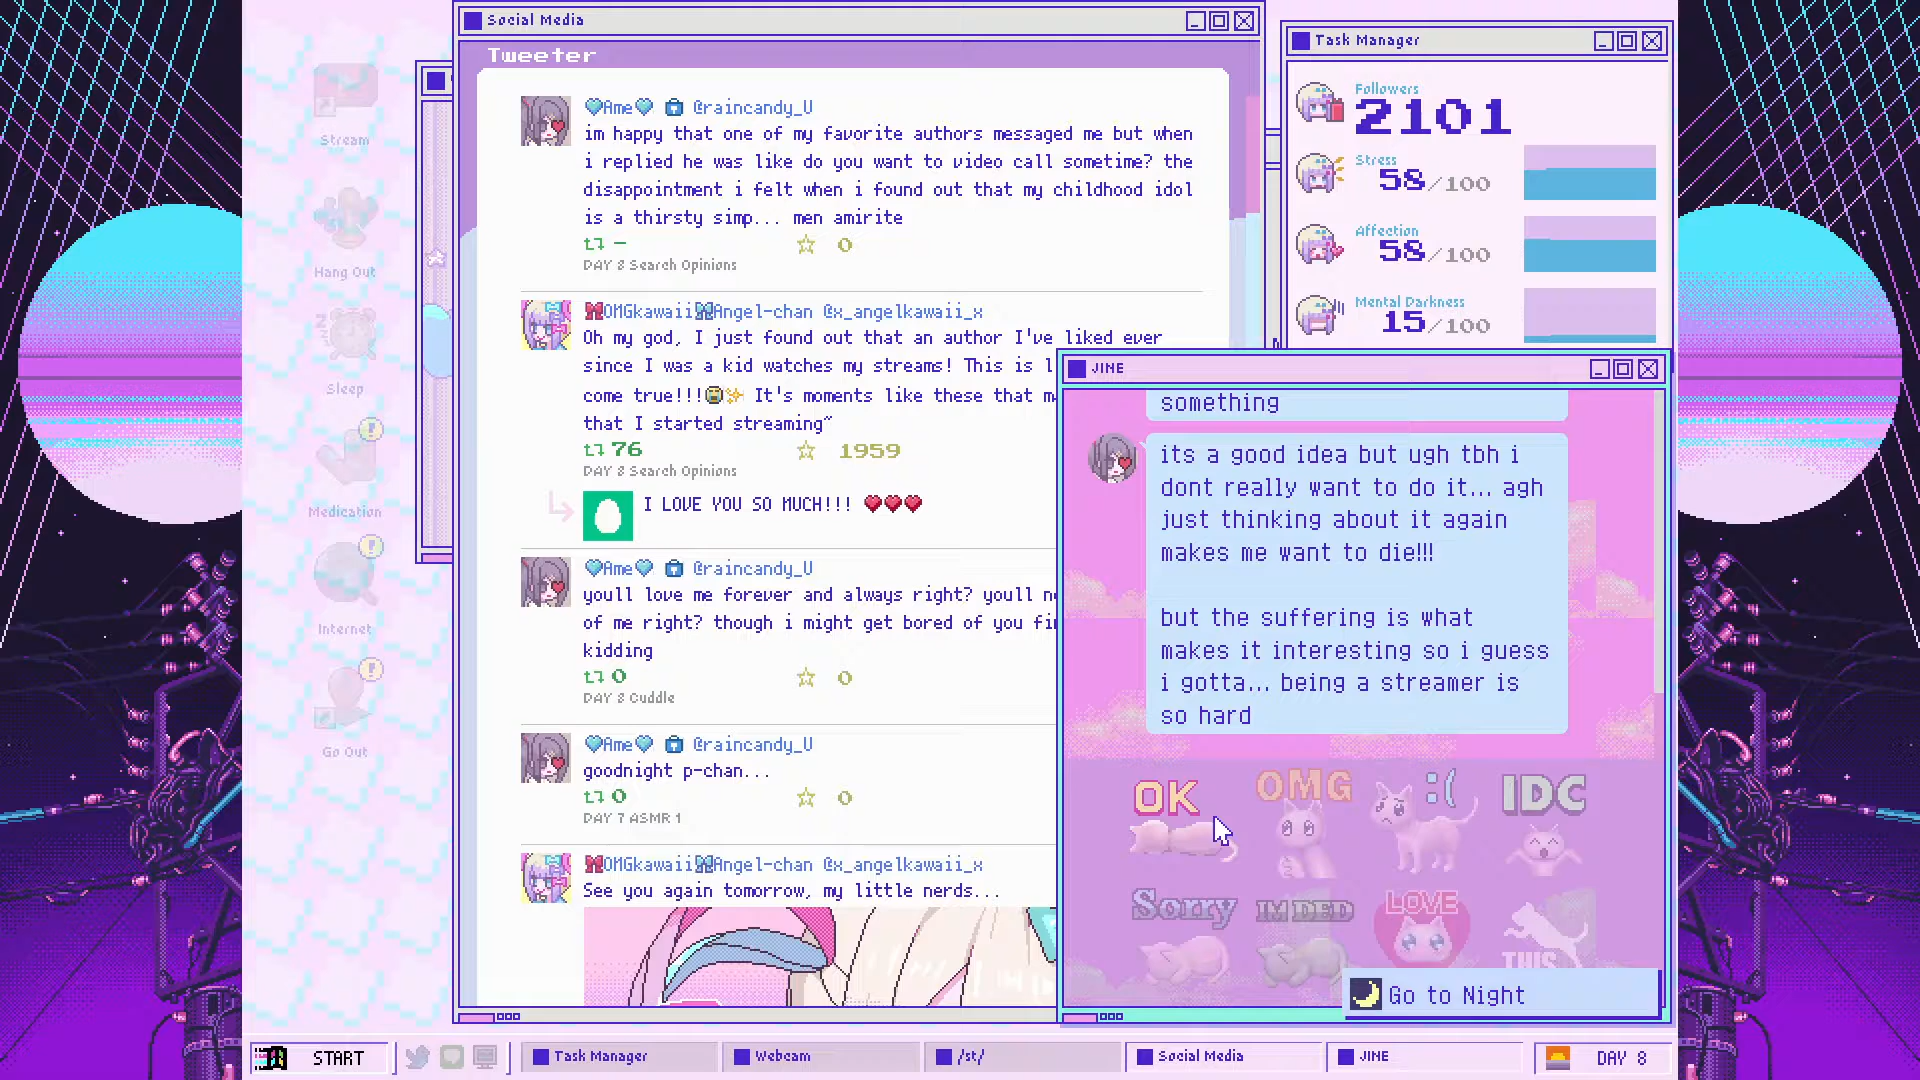 Social Media
Tweeter
Ame @raincandy_U
im happy that one of my favorite authors messaged me but when
i replied he was like do you want to video call sometime? the
disappointment i felt when i found out that my childhood idol
is a thirsty simp... men amirite
- 0
DAY 8 Search Opinions
OMGkawaiiAngel-chan @x_angelkawaii_x
Oh my god, I just found out that an author I've liked ever
since I was a kid watches my streams! This is l
come true!!! It's moments like these that m
that I started streaming~
76 1959
DAY 8 Search Opinions
I LOVE YOU SO MUCH!!!
Ame @raincandy_U
youll love me forever and always right? youll n
of me right? though i might get bored of you fi
kidding
0 0
DAY 8 Cuddle
Ame @raincandy_U
goodnight p-chan...
0 0
DAY 7 ASMR 1
OMGkawaiiAngel-chan @x_angelkawaii_x
See you again tomorrow, my little nerds...
Stream
Hang Out
Sleep
Medication
Internet
Go Out
Task Manager
Followers
2101
Stress
58/100
Affection
58/100
Mental Darkness
15/100
JINE
something
its a good idea but ugh tbh i
dont really want to do it... agh
just thinking about it again
makes me want to die!!!
but the suffering is what
makes it interesting so i guess
i gotta... being a streamer is
so hard
OK OMG :( IDC
Sorry IM DED LOVE THIS
Go to Night
START Task Manager Webcam /st/ Social Media JINE DAY 8